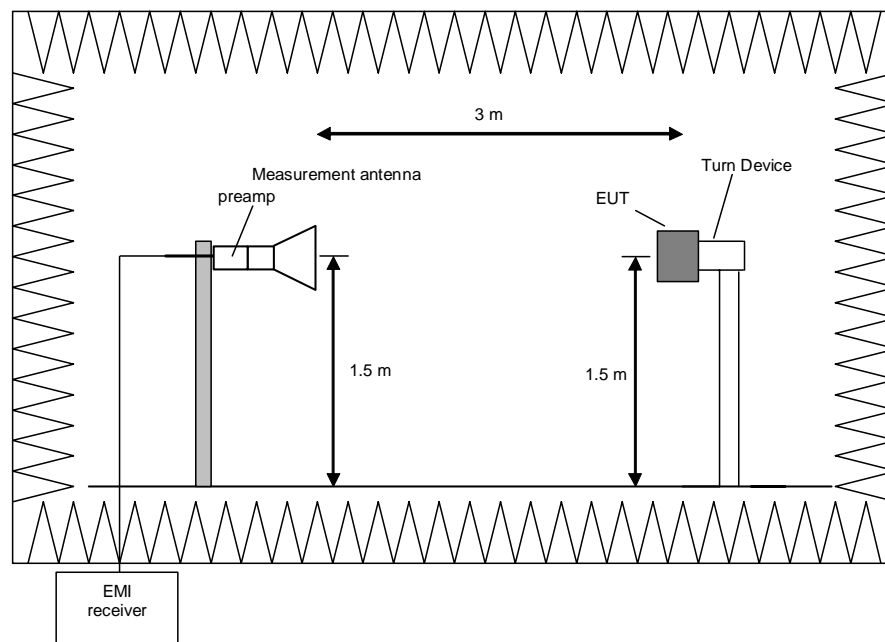 3 m
Measurement antenna
preamp
Turn Device
EUT
1.5 m
1.5 m
EMI
receiver